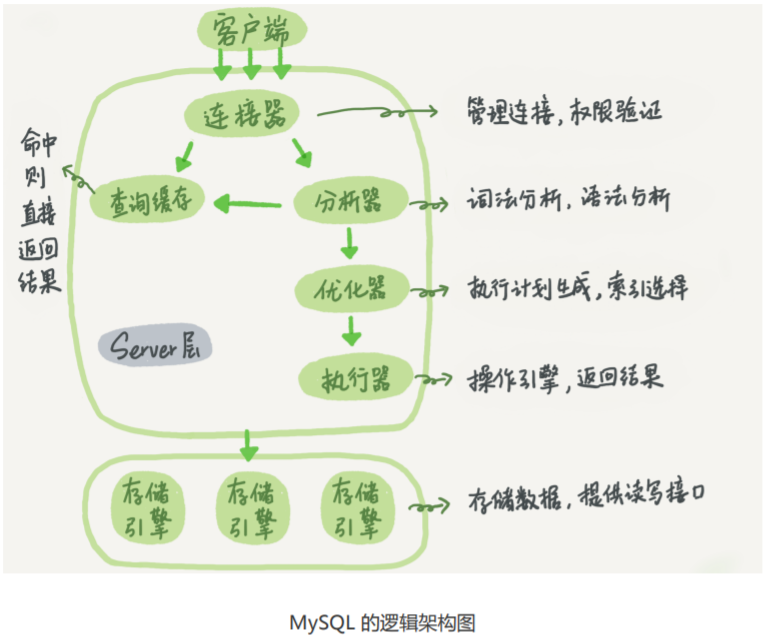 客户端
连接器
管理连接,权限验证
命中
则
直接
返回
结果
查询缓存
分析器
词法分析,语法分析
优化器
执行计划生成,索引选择
Server层
执行器
操作引擎,返回结果
存储
引擎
存储
引擎
存储
引擎
存储数据,提供读写接口
MySQL 的逻辑架构图